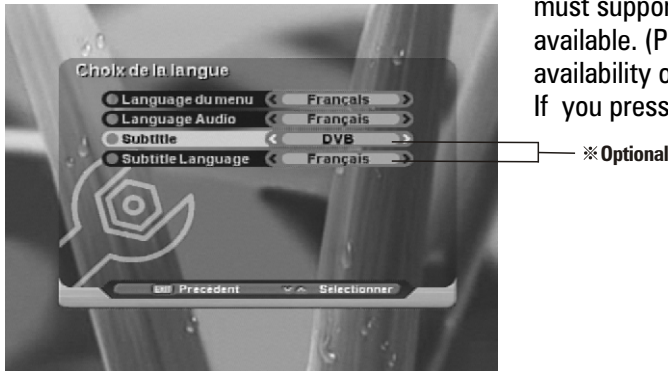 must suppor
available. (P
availability o
If you press
Choix de la langue
Language du menu Français
Language Audio Français
Subtitle DVB
Subtitle Language Français
※Optional
EXIT Precedent Selectionner